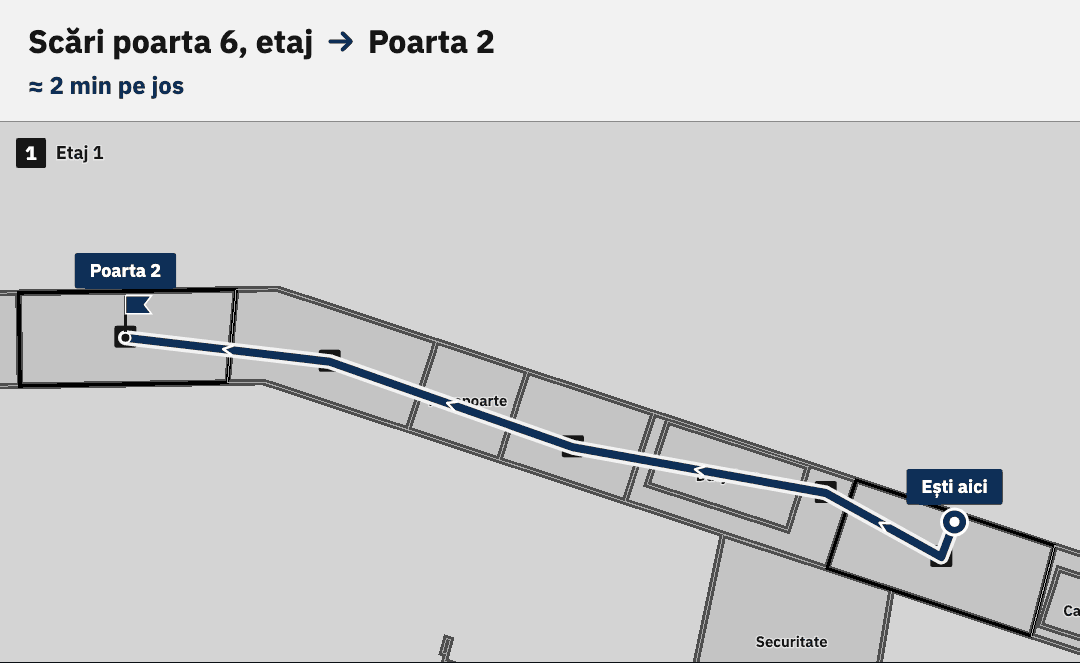 Scări poarta 6, etaj → Poarta 2
≈ 2 min pe jos
1 Etaj 1
Poarta 2
Ești aici
Securitate